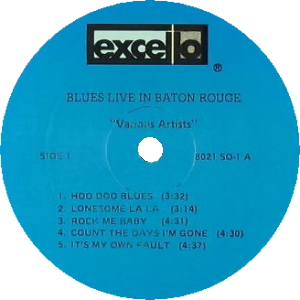 excello
®
BLUES LIVE IN BATON ROUGE
"Various Artists"
SIDE 1
8021 SO-1 A
1. HOO DOO BLUES (3:32)
2. LONESOME LA LA (3:14)
3. ROCK ME BABY (4:31)
4. COUNT THE DAYS I'M GONE (4:30)
5. IT'S MY OWN FAULT (4:37)